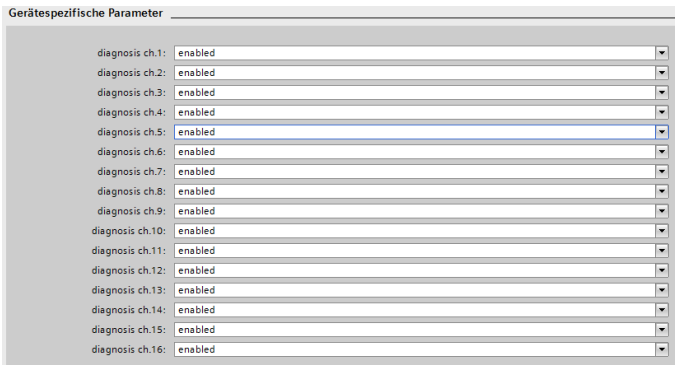 Gerätespezifische Parameter
diagnosis ch.1: enabled
diagnosis ch.2: enabled
diagnosis ch.3: enabled
diagnosis ch.4: enabled
diagnosis ch.5: enabled
diagnosis ch.6: enabled
diagnosis ch.7: enabled
diagnosis ch.8: enabled
diagnosis ch.9: enabled
diagnosis ch.10: enabled
diagnosis ch.11: enabled
diagnosis ch.12: enabled
diagnosis ch.13: enabled
diagnosis ch.14: enabled
diagnosis ch.15: enabled
diagnosis ch.16: enabled